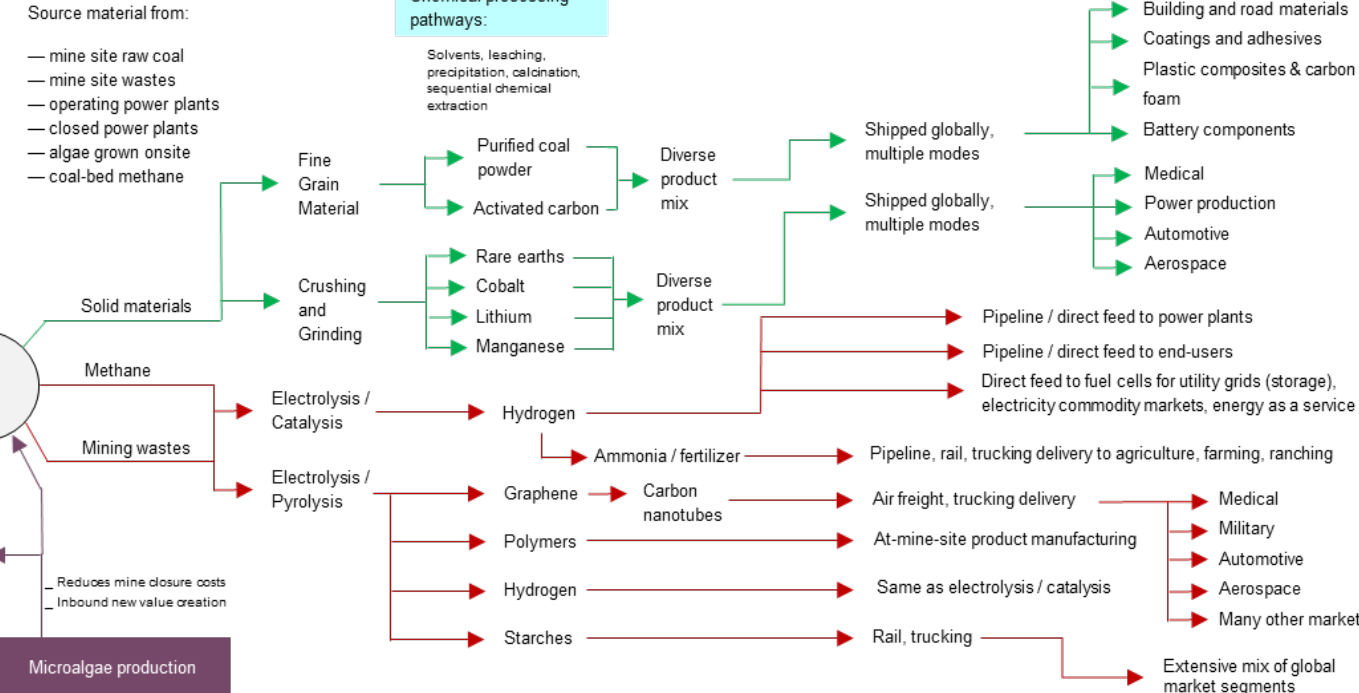 Source material from:
— mine site raw coal
— mine site wastes
— operating power plants
— closed power plants
— algae grown onsite
— coal-bed methane
pathways:
Solvents, leaching,
precipitation, calcination,
sequential chemical
extraction
Building and road materials
Coatings and adhesives
Plastic composites & carbon
foam
Battery components
Fine
Grain
Material
Purified coal
powder
Activated carbon
Diverse
product
mix
Shipped globally,
multiple modes
Shipped globally,
multiple modes
Medical
Power production
Automotive
Aerospace
Solid materials
Crushing
and
Grinding
Rare earths
Cobalt
Lithium
Manganese
Diverse
product
mix
Pipeline / direct feed to power plants
Pipeline / direct feed to end-users
Direct feed to fuel cells for utility grids (storage),
electricity commodity markets, energy as a service
Methane
Mining wastes
Electrolysis /
Catalysis
Hydrogen
Ammonia / fertilizer
Pipeline, rail, trucking delivery to agriculture, farming, ranching
Electrolysis /
Pyrolysis
Graphene
Carbon
nanotubes
Air freight, trucking delivery
Medical
Military
Automotive
Aerospace
Many other market
Polymers
At-mine-site product manufacturing
Hydrogen
Same as electrolysis / catalysis
Starches
Rail, trucking
Extensive mix of global
market segments
_ Reduces mine closure costs
_ Inbound new value creation
Microalgae production